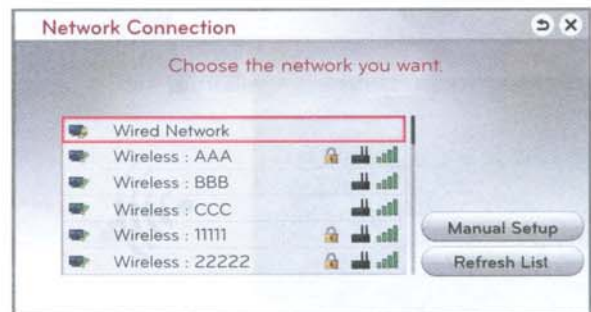 Network Connection
Choose the network you want.
Wired Network
Wireless : AAA
Wireless : BBB
Wireless : CCC
Wireless : 11111
Wireless : 22222
Manual Setup
Refresh List